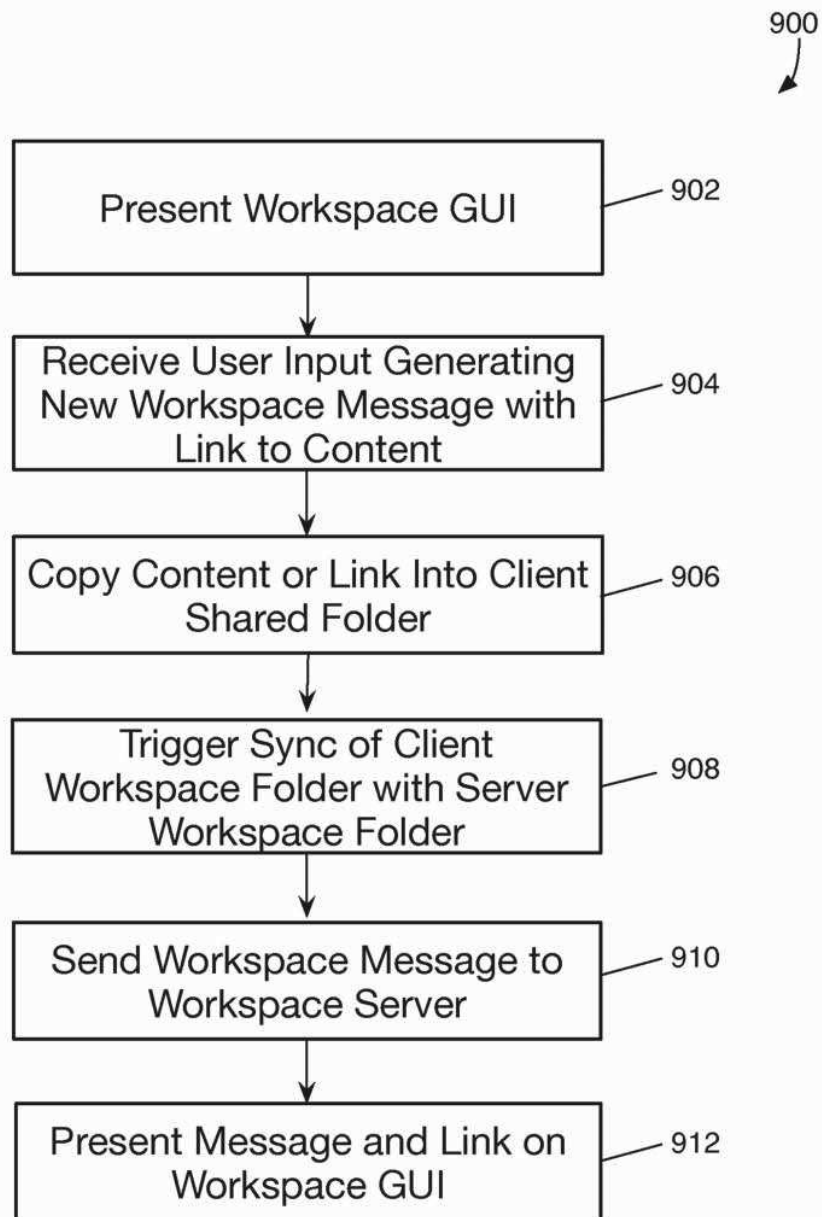 900
Present Workspace GUI
902
Receive User Input Generating
New Workspace Message with
Link to Content
904
Copy Content or Link Into Client
Shared Folder
906
Trigger Sync of Client
Workspace Folder with Server
Workspace Folder
908
Send Workspace Message to
Workspace Server
910
Present Message and Link on
Workspace GUI
912